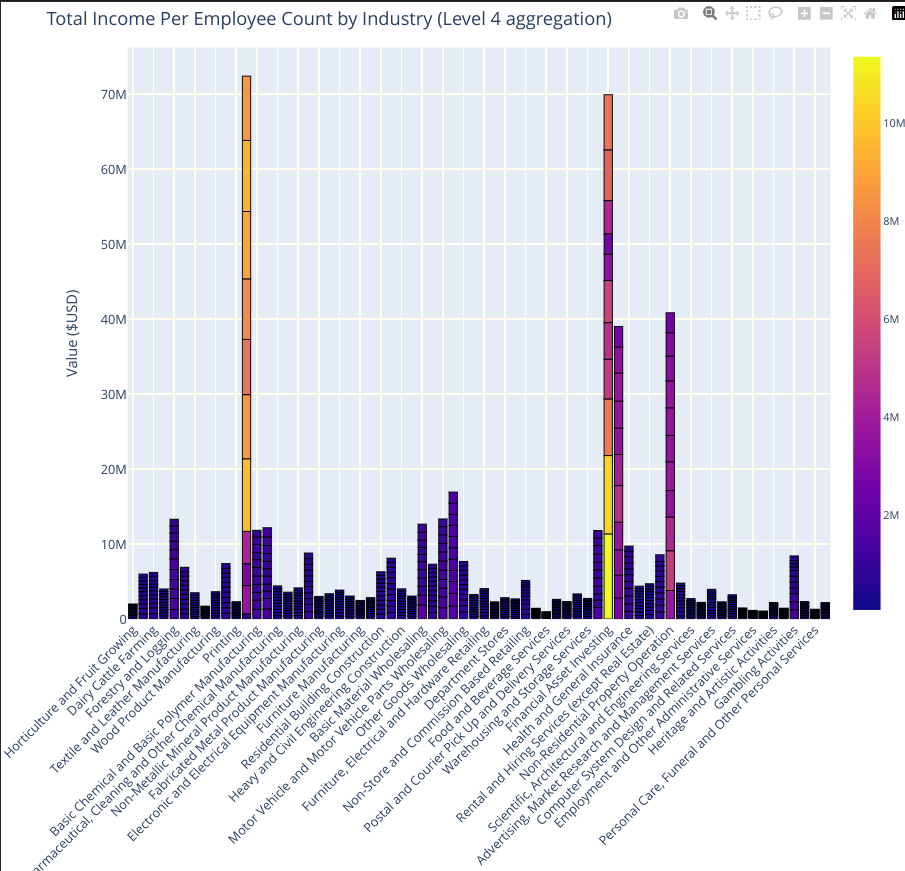 Total Income Per Employee Count by Industry (Level 4 aggregation)
70M
60M
50M
40M
30M
20M
10M
0
Value ($USD)
10M
8M
6M
4M
2M
Horticulture and Fruit Growing
Dairy Cattle Farming
Forestry and Logging
Textile and Leather Manufacturing
Wood Product Manufacturing
Printing
Basic Chemical and Basic Polymer Manufacturing
armaceutical, Cleaning and Other Chemical Manufacturing
Non-Metallic Mineral Product Manufacturing
Fabricated Metal Product Manufacturing
Electronic and Electrical Equipment Manufacturing
Furniture Manufacturing
Residential Building Construction
Heavy and Civil Engineering Construction
Basic Material Wholesaling
Motor Vehicle and Motor Vehicle Parts Wholesaling
Other Goods Wholesaling
Furniture, Electrical and Hardware Retailing
Department Stores
Non-Store and Commission Based Retailing
Food and Beverage Services
Postal and Courier Pick Up and Delivery Services
Warehousing and Storage Services
Financial Asset Investing
Health and General Insurance
Rental and Hiring Services (except Real Estate)
Non-Residential Property Operation
Scientific, Architectural and Engineering Services
Advertising, Market Research and Management Services
Computer System Design and Related Services
Employment and Other Administrative Services
Heritage and Artistic Activities
Gambling Activities
Personal Care, Funeral and Other Personal Services